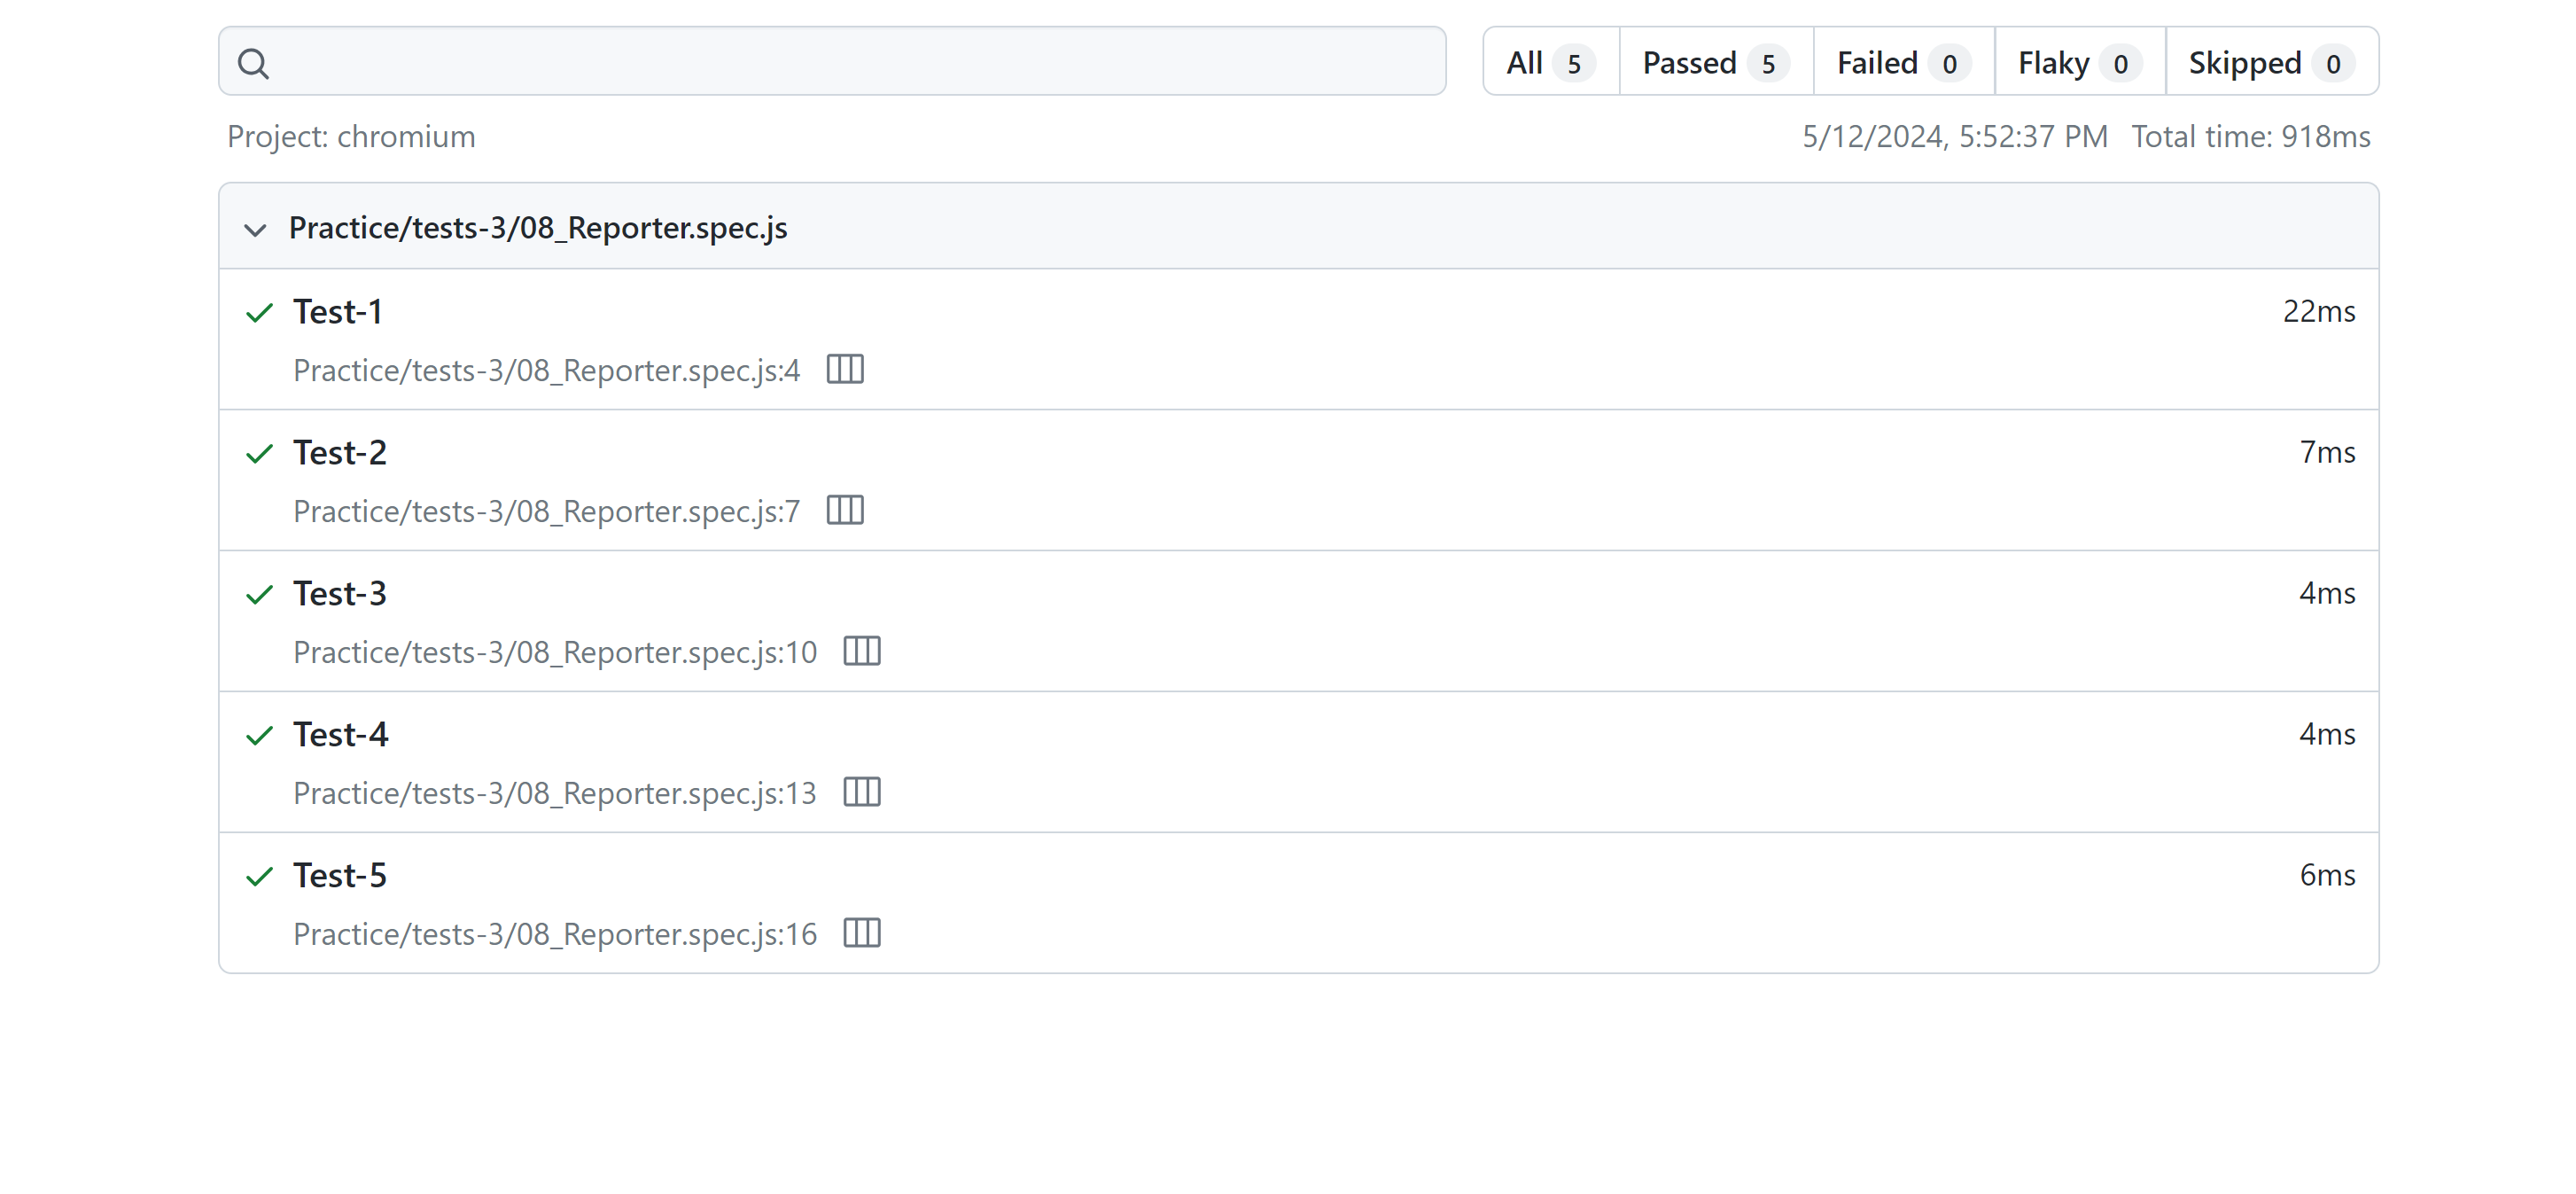 All 5 Passed 5 Failed 0 Flaky 0 Skipped 0
Project: chromium 5/12/2024, 5:52:37 PM Total time: 918ms
Practice/tests-3/08_Reporter.spec.js
Test-1 22ms
Practice/tests-3/08_Reporter.spec.js:4
Test-2 7ms
Practice/tests-3/08_Reporter.spec.js:7
Test-3 4ms
Practice/tests-3/08_Reporter.spec.js:10
Test-4 4ms
Practice/tests-3/08_Reporter.spec.js:13
Test-5 6ms
Practice/tests-3/08_Reporter.spec.js:16